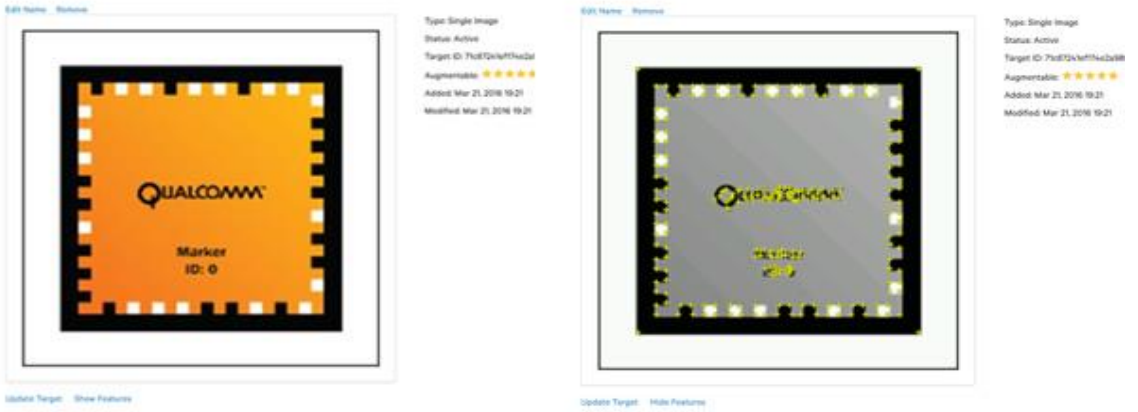 Edit Name Remove
Type: Single Image
Status: Active
Augmentable:
Added: Mar 21, 2016 19:21
Modified: Mar 21, 2016 19:21
QUALCOMM
Marker
ID: 0
Update Target Show Features
Edit Name Remove
Type: Single Image
Status: Active
Augmentable:
Added: Mar 21, 2016 19:21
Modified: Mar 21, 2016 19:21
Update Target Hide Features